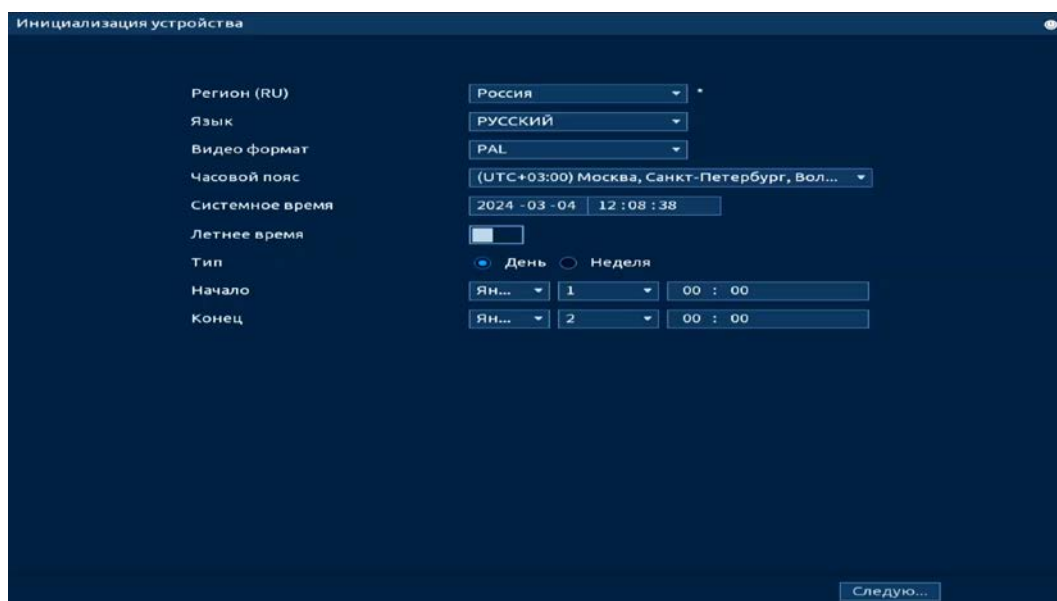 Инициализация устройства
Регион (RU) Россия *
Язык РУССКИЙ
Видео формат PAL
Часовой пояс (UTC+03:00) Москва, Санкт-Петербург, Вол...
Системное время 2024 -03 -04 12 : 08 : 38
Летнее время
Тип День Неделя
Начало Ян... 1 00 : 00
Конец Ян... 2 00 : 00
Следую...